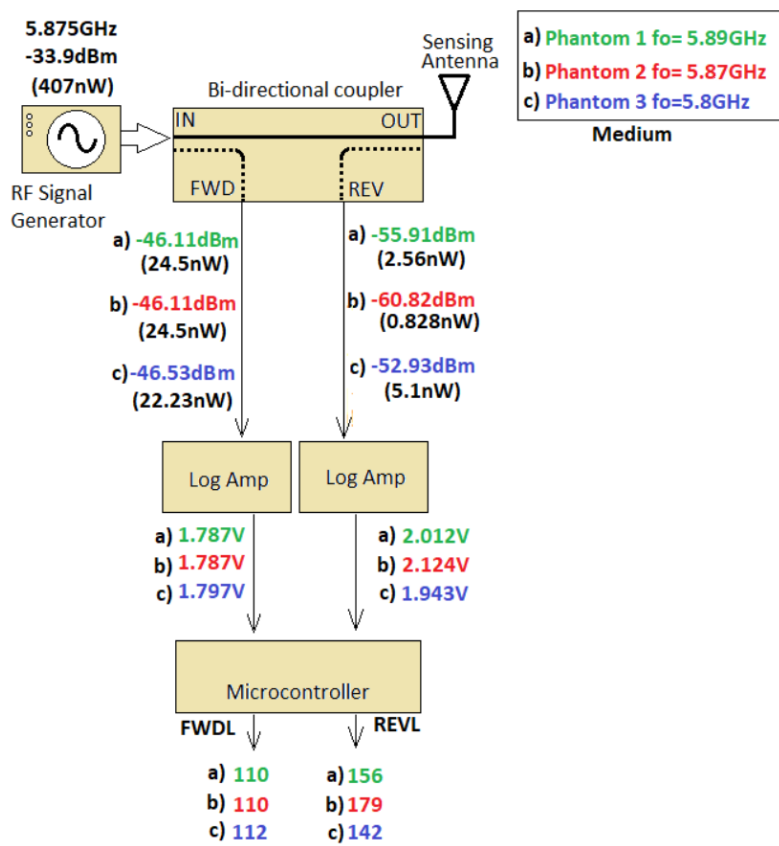 5.875GHz
-33.9dBm
(407nW)
RF Signal
Generator
Bi-directional coupler
IN
OUT
FWD
REV
Sensing
Antenna
a) Phantom 1 fo= 5.89GHz
b) Phantom 2 fo= 5.87GHz
c) Phantom 3 fo=5.8GHz
Medium
a) -46.11dBm
(24.5nW)
b) -46.11dBm
(24.5nW)
c) -46.53dBm
(22.23nW)
a) -55.91dBm
(2.56nW)
b) -60.82dBm
(0.828nW)
c) -52.93dBm
(5.1nW)
Log Amp
Log Amp
a) 1.787V
b) 1.787V
c) 1.797V
a) 2.012V
b) 2.124V
c) 1.943V
Microcontroller
FWDL
REVL
a) 110
b) 110
c) 112
a) 156
b) 179
c) 142